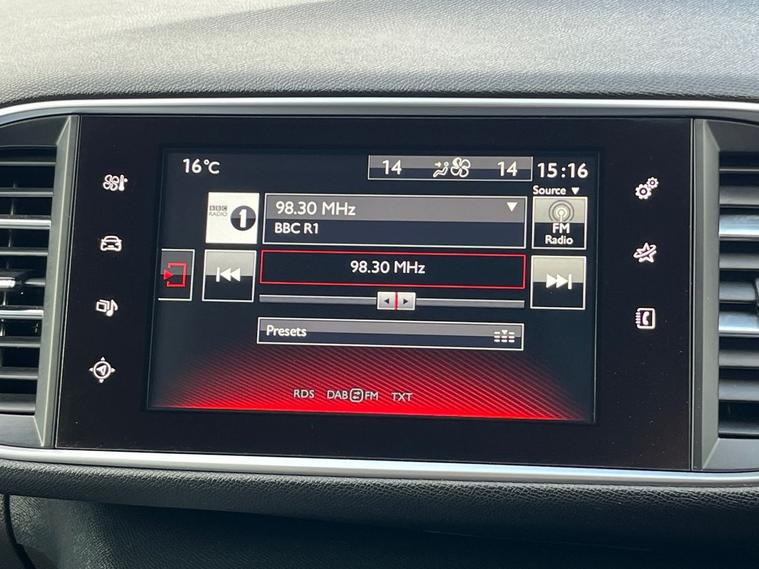 16°C
14 14
15:16
Source ▼
BBC
RADIO 1
98.30 MHz
BBC R1
FM
Radio
98.30 MHz
Presets
RDS DAB FM TXT